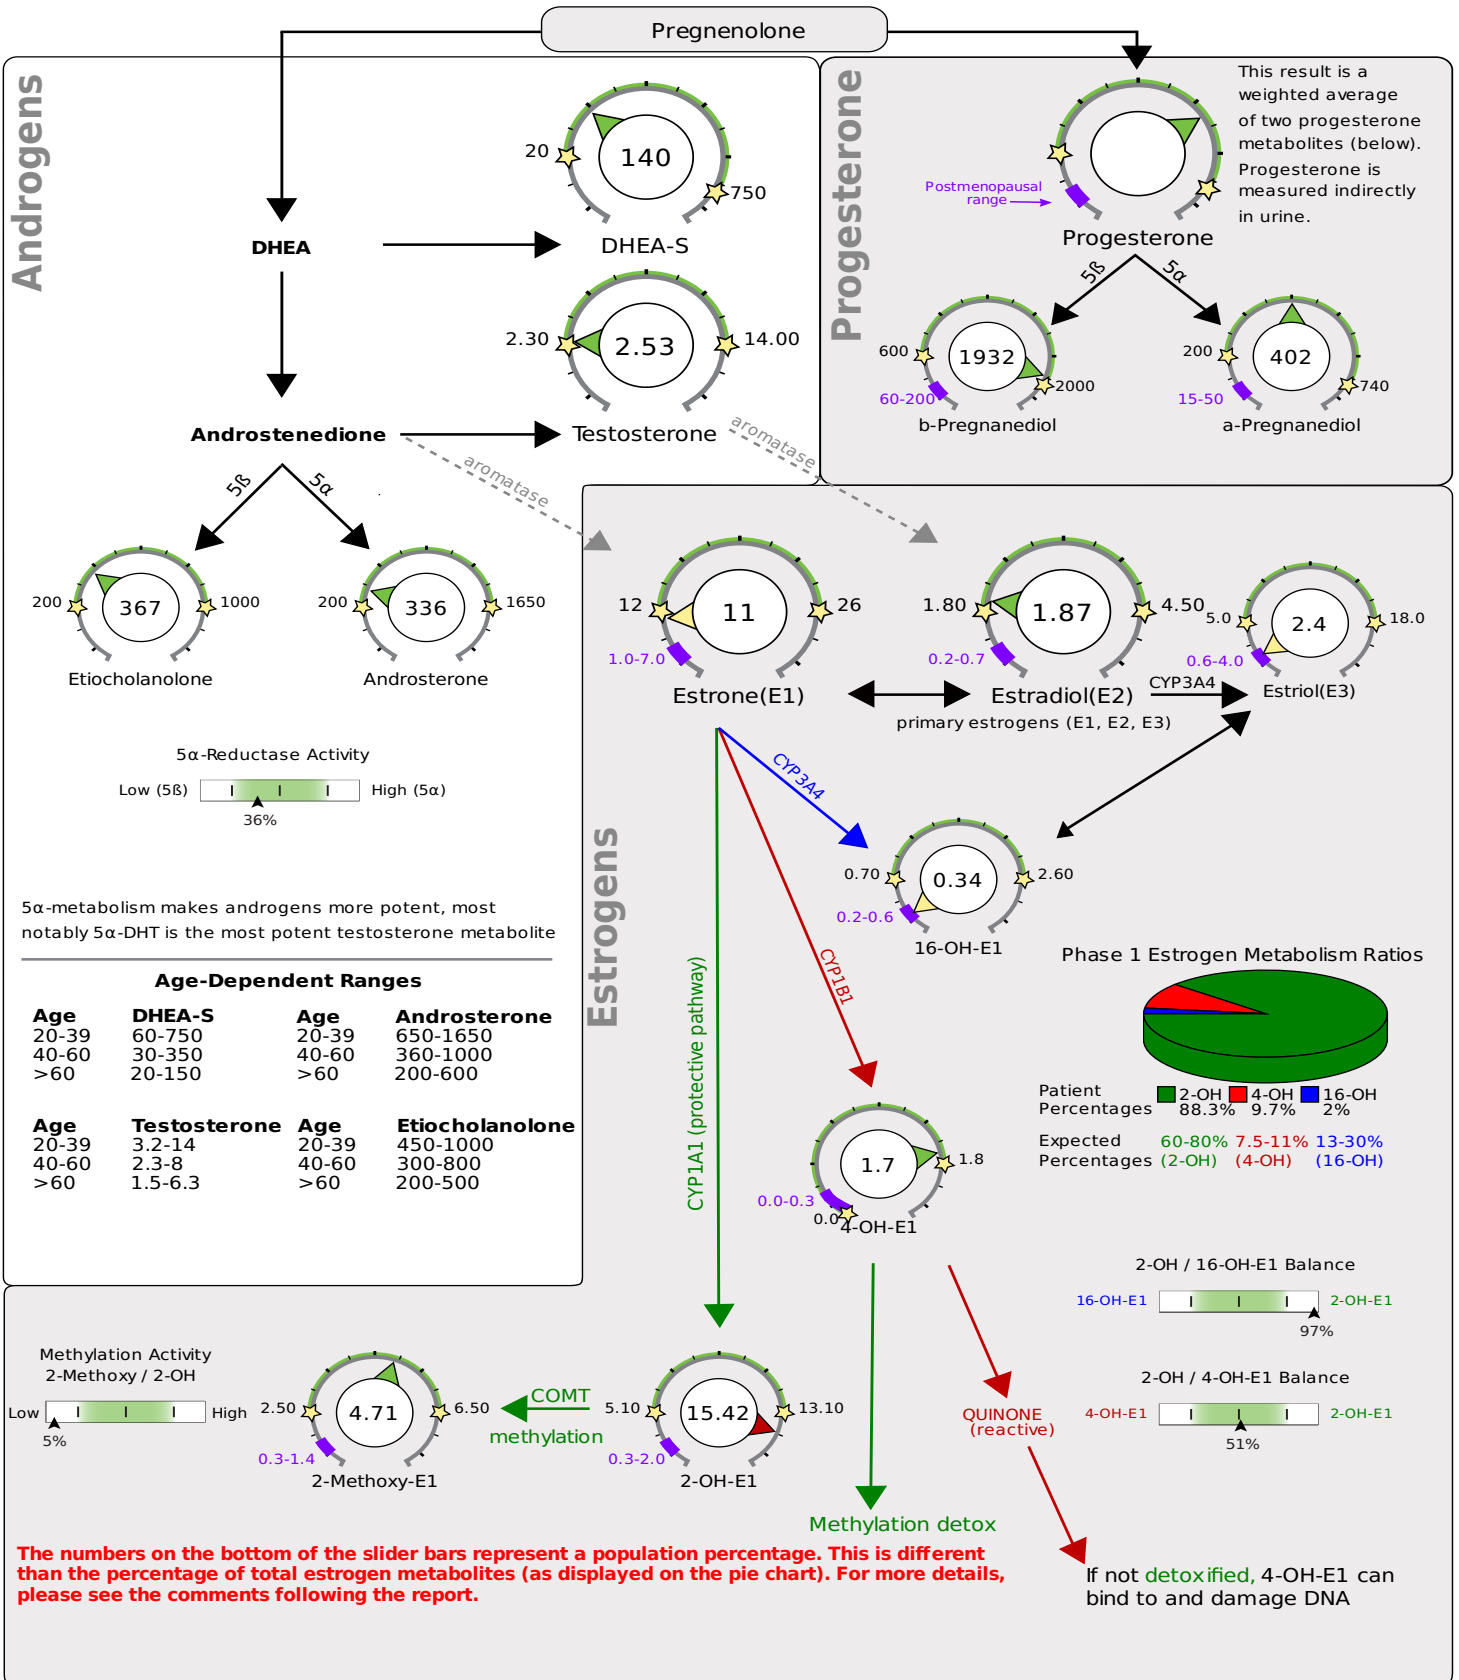 Pregnenolone
Androgens
20
140
750
DHEA
DHEA-S
2.30
2.53
14.00
Androstenedione
Testosterone
aromatase
aromatase
5ß
5α
200
367
1000
Etiocholanolone
200
336
1650
Androsterone
5α-Reductase Activity
Low (5ß)
High (5α)
36%
5α-metabolism makes androgens more potent, most
notably 5α-DHT is the most potent testosterone metabolite
Age-Dependent Ranges
Age DHEA-S Age Androsterone
20-39 60-750 20-39 650-1650
40-60 30-350 40-60 360-1000
>60 20-150 >60 200-600
Age Testosterone Age Etiocholanolone
20-39 3.2-14 20-39 450-1000
40-60 2.3-8 40-60 300-800
>60 1.5-6.3 >60 200-500
Progesterone
This result is a
weighted average
of two progesterone
metabolites (below).
Progesterone is
measured indirectly
in urine.
Postmenopausal
range
Progesterone
5ß
5α
600
1932
2000
60-200
b-Pregnanediol
200
402
740
15-50
a-Pregnanediol
Estrogens
12
11
26
1.0-7.0
Estrone(E1)
1.80
1.87
4.50
0.2-0.7
Estradiol(E2)
CYP3A4
5.0
2.4
18.0
0.6-4.0
Estriol(E3)
primary estrogens (E1, E2, E3)
CYP3A4
0.70
0.34
2.60
0.2-0.6
16-OH-E1
CYP1B1
CYP1A1 (protective pathway)
Phase 1 Estrogen Metabolism Ratios
Patient 2-OH 4-OH 16-OH
Percentages 88.3% 9.7% 2%
Expected 60-80% 7.5-11% 13-30%
Percentages (2-OH) (4-OH) (16-OH)
1.7
1.8
0.0-0.3
0.0
4-OH-E1
2-OH / 16-OH-E1 Balance
16-OH-E1
2-OH-E1
97%
2-OH / 4-OH-E1 Balance
4-OH-E1
2-OH-E1
51%
Methylation Activity
2-Methoxy / 2-OH
Low
High
5%
2.50
4.71
6.50
0.3-1.4
2-Methoxy-E1
COMT
methylation
5.10
15.42
13.10
0.3-2.0
2-OH-E1
QUINONE
(reactive)
Methylation detox
If not detoxified, 4-OH-E1 can
bind to and damage DNA
The numbers on the bottom of the slider bars represent a population percentage. This is different
than the percentage of total estrogen metabolites (as displayed on the pie chart). For more details,
please see the comments following the report.